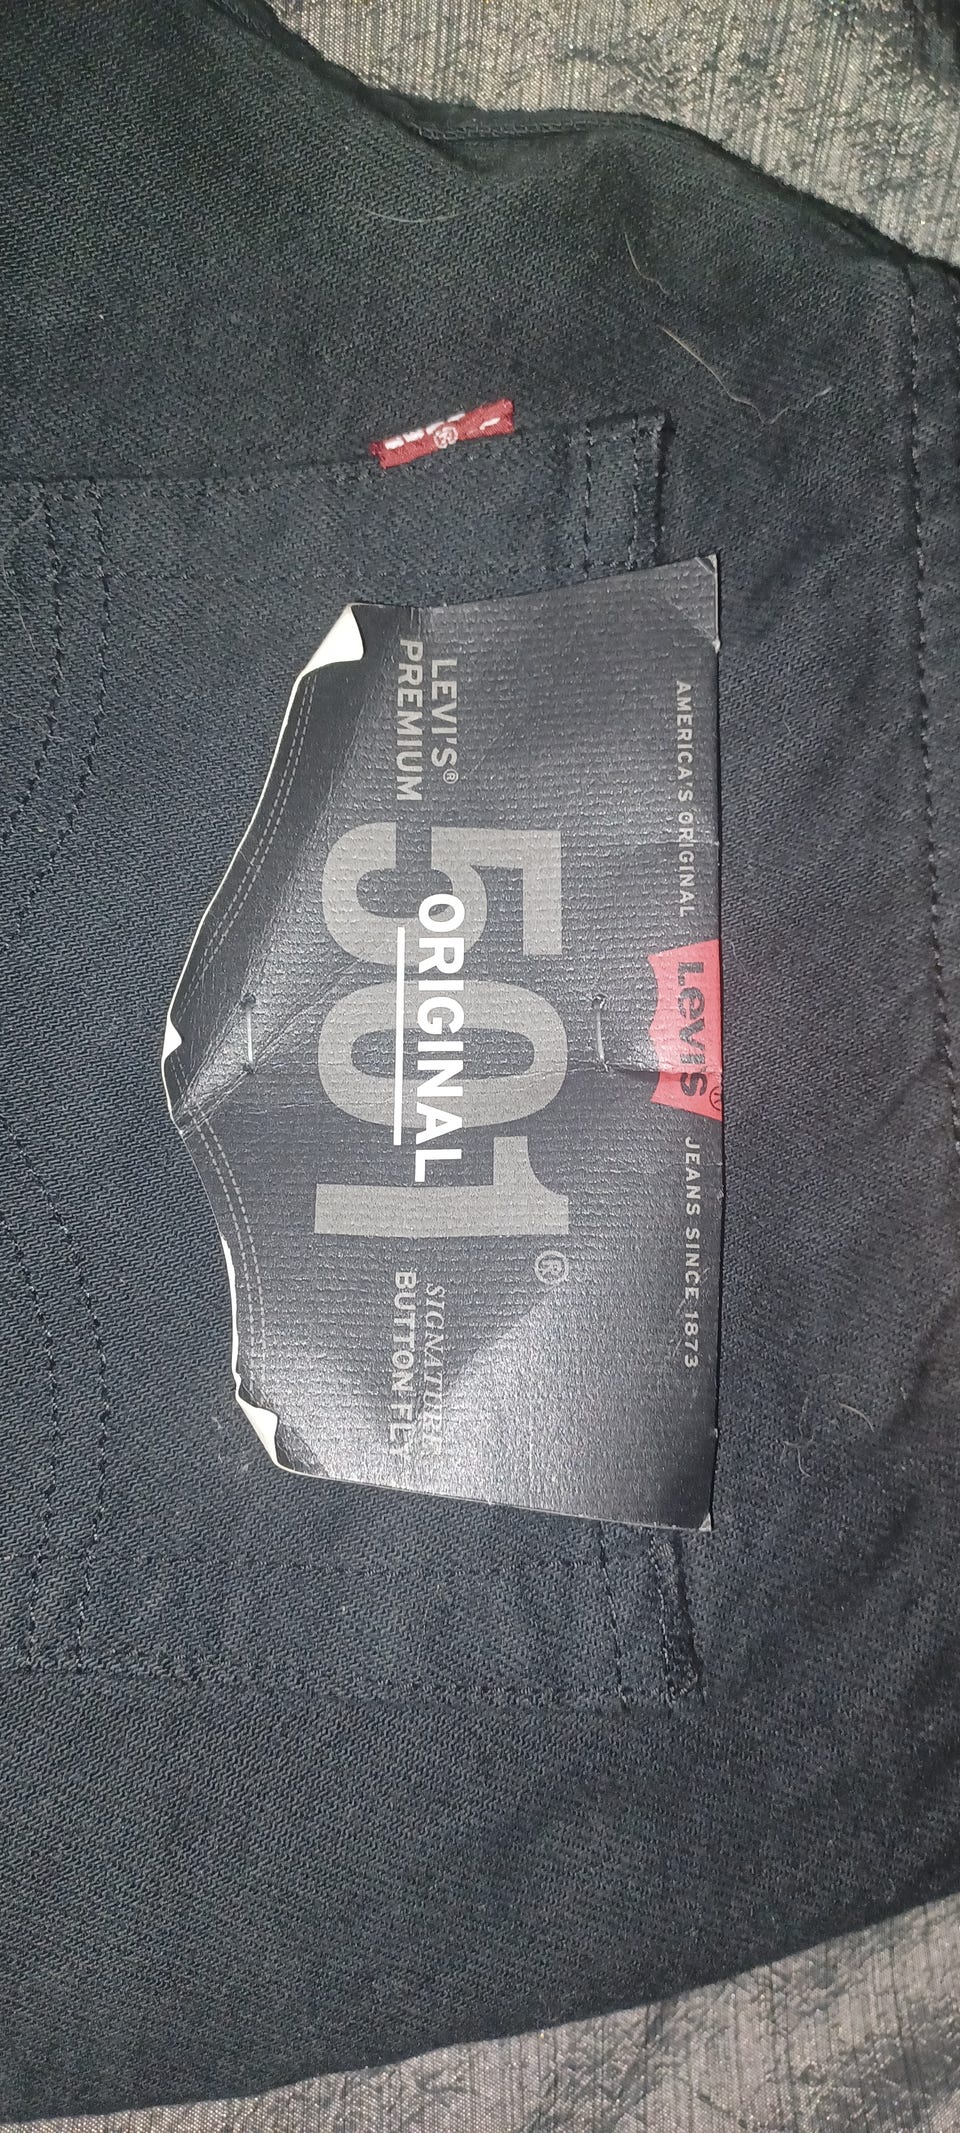 AMERICA'S ORIGINAL Levi's® JEANS SINCE 1873
501®
LEVI'S® ORIGINAL SIGNATURE
PREMIUM BUTTON FLY
®